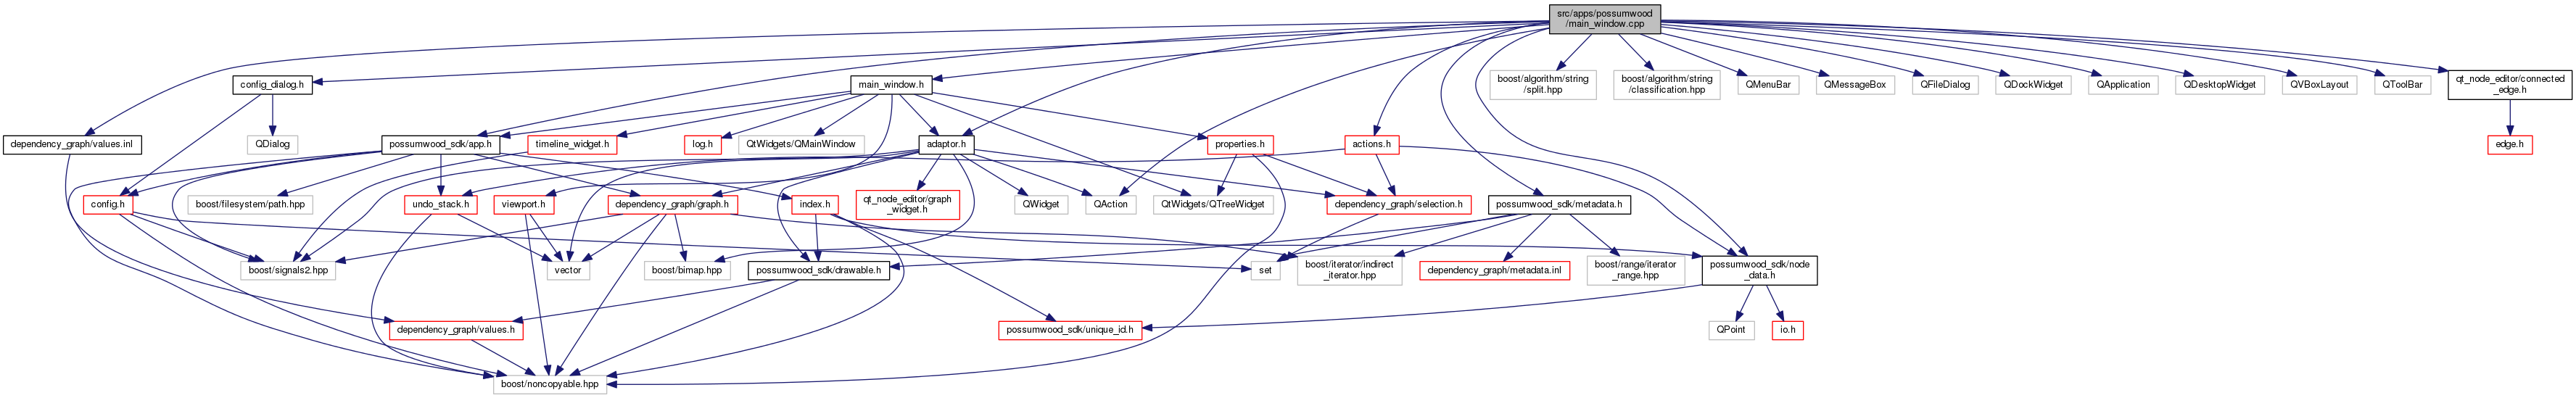 src/apps/possumwood
/main_window.cpp
config_dialog.h
main_window.h
boost/algorithm/string
/split.hpp
boost/algorithm/string
/classification.hpp
QMenuBar
QMessageBox
QFileDialog
QDockWidget
QApplication
QDesktopWidget
QVBoxLayout
QToolBar
qt_node_editor/connected
_edge.h
dependency_graph/values.inl
QDialog
possumwood_sdk/app.h
timeline_widget.h
log.h
QtWidgets/QMainWindow
adaptor.h
properties.h
actions.h
edge.h
config.h
boost/filesystem/path.hpp
undo_stack.h
viewport.h
dependency_graph/graph.h
index.h
qt_node_editor/graph
_widget.h
QWidget
QAction
QtWidgets/QTreeWidget
dependency_graph/selection.h
possumwood_sdk/metadata.h
boost/signals2.hpp
vector
boost/bimap.hpp
possumwood_sdk/drawable.h
set
boost/iterator/indirect
_iterator.hpp
dependency_graph/metadata.inl
boost/range/iterator
_range.hpp
possumwood_sdk/node
_data.h
dependency_graph/values.h
possumwood_sdk/unique_id.h
QPoint
io.h
boost/noncopyable.hpp